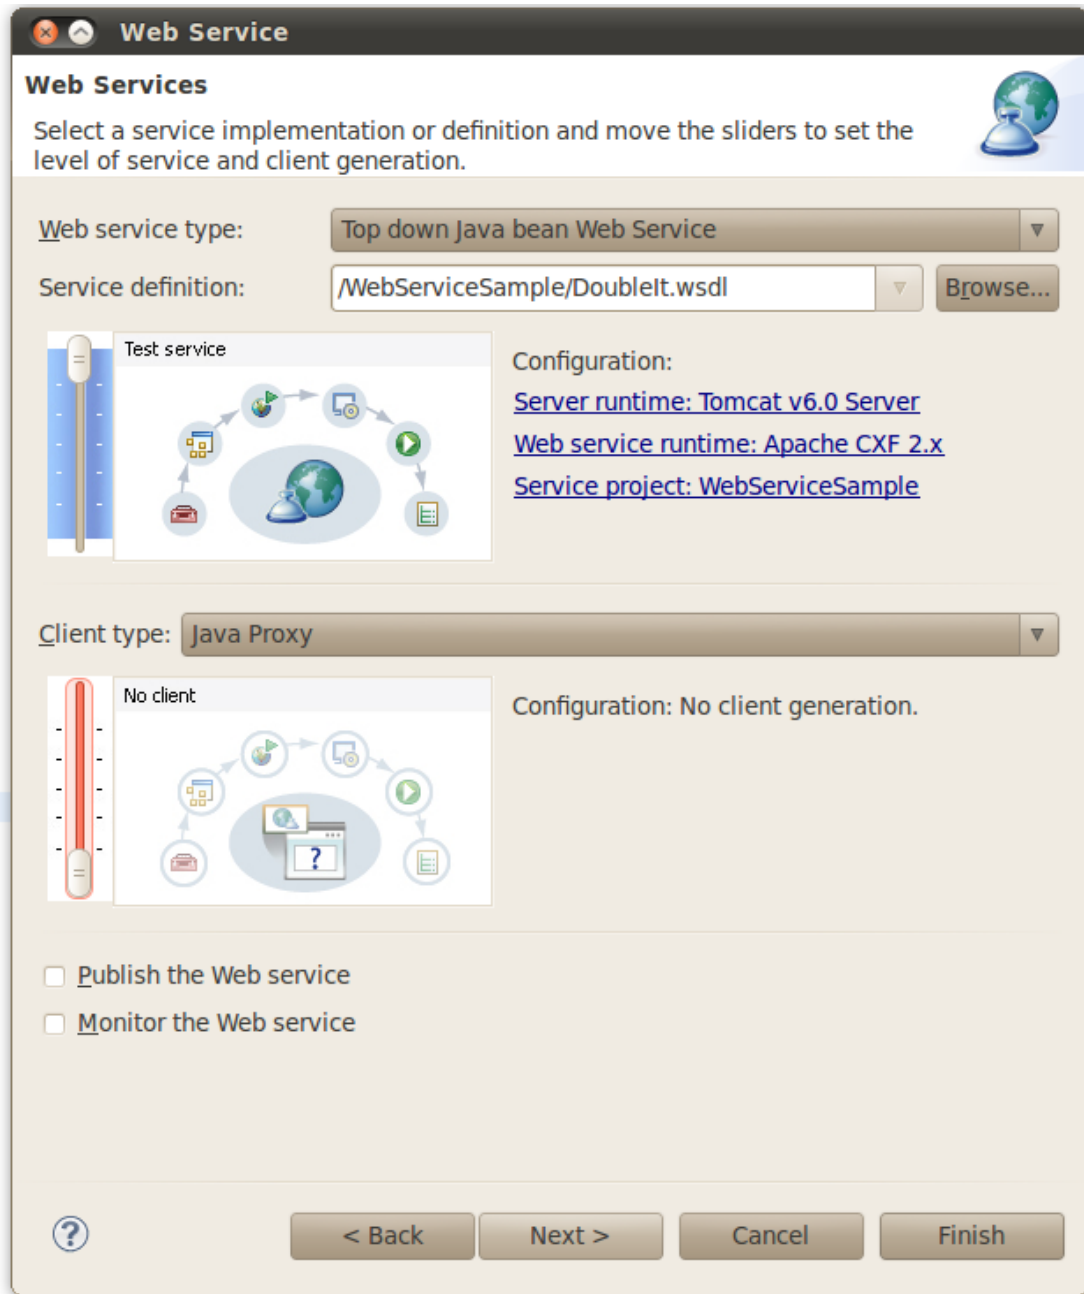 Web Service
Web Services
Select a service implementation or definition and move the sliders to set the
level of service and client generation.
Web service type: Top down Java bean Web Service
Service definition: /WebServiceSample/DoubleIt.wsdl Browse...
Test service
Configuration:
Server runtime: Tomcat v6.0 Server
Web service runtime: Apache CXF 2.x
Service project: WebServiceSample
Client type: Java Proxy
No client
Configuration: No client generation.
?
Publish the Web service
Monitor the Web service
? < Back Next > Cancel Finish